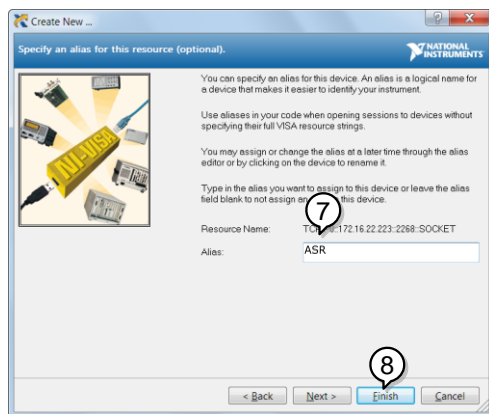 Create New ...
Specify an alias for this resource (optional).
NATIONAL
INSTRUMENTS
You can specify an alias for this device. An alias is a logical name for
a device that makes it easier to identify your instrument.
Use aliases in your code when opening sessions to devices without
specifying their full VISA resource strings.
You may assign or change the alias at a later time through the alias
editor or by clicking on the device to rename it.
Type in the alias you want to assign to this device or leave the alias
field blank to not assign an this device.
NI-VISA
7
Resource Name: 172.16.22.223::2268::SOCKET
Alias: ASR
8
< Back Next > Finish Cancel